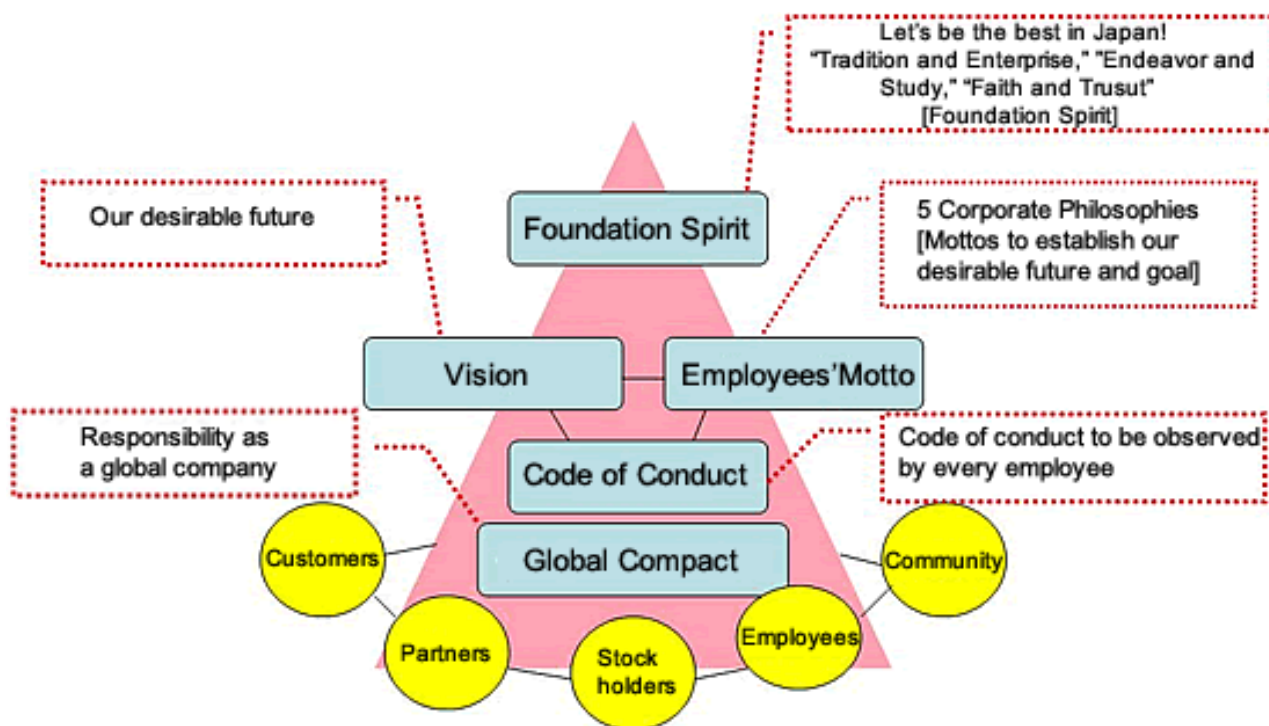 Let's be the best in Japan!
"Tradition and Enterprise," "Endeavor and
Study," "Faith and Trusut"
[Foundation Spirit]
Our desirable future
Foundation Spirit
5 Corporate Philosophies
[Mottos to establish our
desirable future and goal]
Vision
Employees'Motto
Responsibility as
a global company
Code of Conduct
Code of conduct to be observed
by every employee
Global Compact
Customers
Community
Partners
Stock
holders
Employees